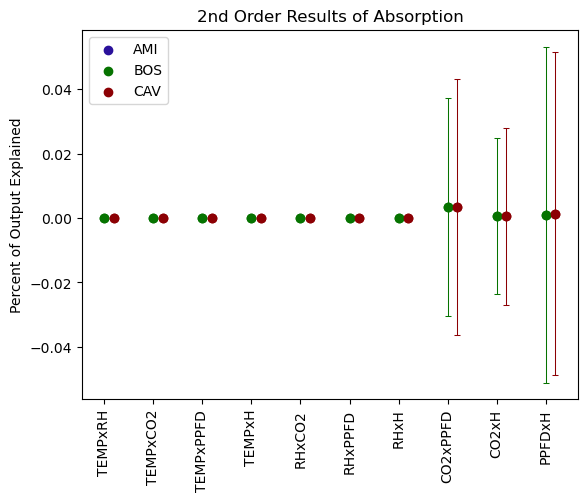 2nd Order Results of Absorption
AMI
BOS
CAV
Percent of Output Explained
0.04
0.02
0.00
−0.02
−0.04
TEMPxRH
TEMPxCO2
TEMPxPPFD
TEMPxH
RHxCO2
RHxPPFD
RHxH
CO2xPPFD
CO2xH
PPFDxH